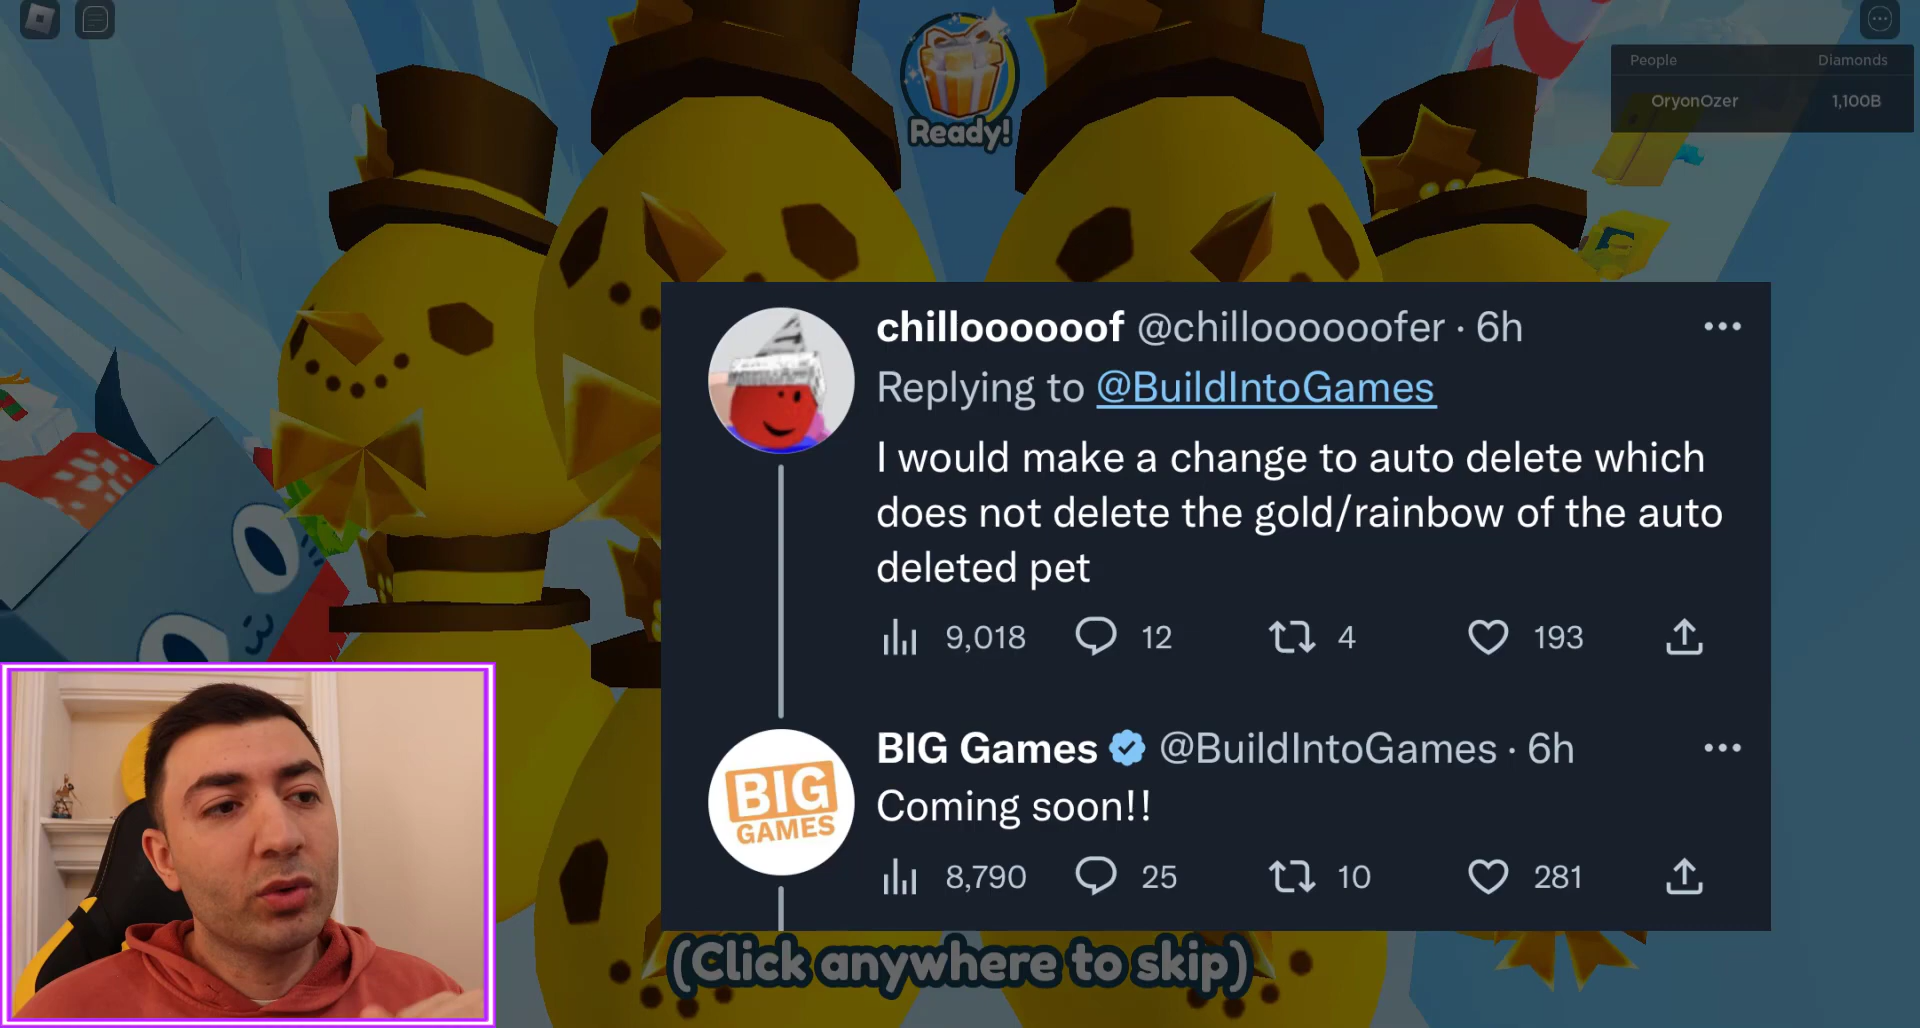 Ready!
People Diamonds
OryonOzer 1,100B
chilloooooof @chillooooooofer · 6h
Replying to @BuildIntoGames
I would make a change to auto delete which
does not delete the gold/rainbow of the auto
deleted pet
9,018 12 4 193
BIG Games @BuildIntoGames · 6h
BIG
GAMES
Coming soon!!
8,790 25 10 281
(Click anywhere to skip)